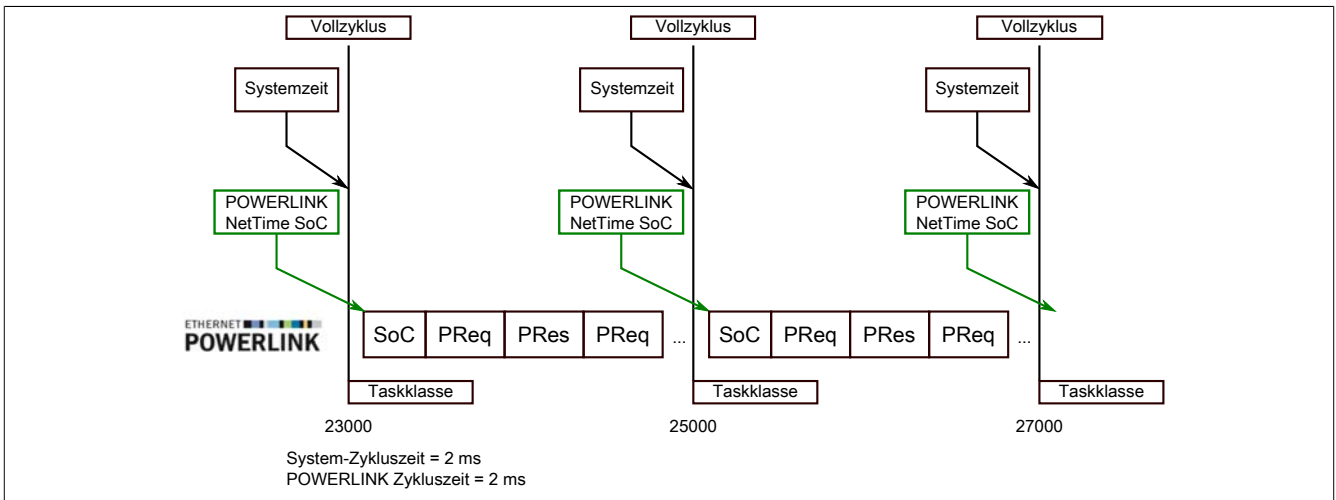 Vollzyklus Vollzyklus Vollzyklus
Systemzeit Systemzeit Systemzeit
POWERLINK POWERLINK POWERLINK
NetTime SoC NetTime SoC NetTime SoC
ETHERNET
POWERLINK
SoC PReq PRes PReq ... SoC PReq PRes PReq ...
Taskklasse Taskklasse Taskklasse
23000 25000 27000
System-Zykluszeit = 2 ms
POWERLINK Zykluszeit = 2 ms